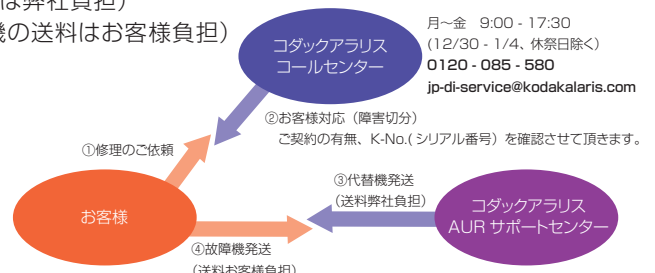 は弊社負担）
機の送料はお客様負担）
コダックアラリス
コールセンター
月～金 9:00 - 17:30
(12/30 - 1/4、休祭日除く)
0120 - 085 - 580
jp-di-service@kodakalaris.com
②お客様対応（障害切分）
ご契約の有無、K-No.( シリアル番号）を確認させて頂きます。
①修理のご依頼
③代替機発送
（送料弊社負担）
お客様
コダックアラリス
AUR サポートセンター
④故障機発送
（送料お客様負担）